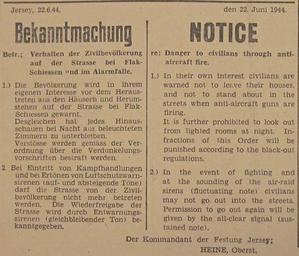 Jersey, 22.6.44.
den 22. Juni 1944.
Bekanntmachung
Betr.; Verhalten der Zivilbevölkerung
auf der Strasse bei Flak-
Schiessen und im Alarmfalle.
1.) Die Bevölkerung wird in ihrem
eigenen Interesse vor dem Heraus-
treten aus den Häusern und Herum-
stehen auf der Strasse bei Flak-
Schiessen gewarnt.
Desgleichen hat jedes Hinaus-
schauen bei Nacht aus beleuchteten
Zimmern zu unterbleiben.
Verstösse werden gemäss der Ver-
ordnung über die Verdunkelungs-
vorschriften bestraft werden.
2. Bei Eintritt von Kampfhandlungen
und bei Ertönen von Luftschutzwarn-
sirenen (auf- und absteigende Töne)
darf die Strasse von der Zivil-
bevölkerung nicht mehr betreten
werden. Die Wiederfreigabe der
Strasse wird durch Entwarnungs-
sirenen (gleichbleibender Ton) be-
kanntgegeben.
NOTICE
re: Danger to civilians through anti-
aircraft fire.
1.) In their own interest civilians are
warned not to leave their houses,
and not to stand about in the
streets when anti-aircraft guns are
firing.
It is further prohibited to look out
from lighted rooms at night. In-
fractions of this Order will be
punished according to the black-out
regulations.
2.) In the event of fighting and
at the sounding of the air-raid
sirens (fluctuating note) civilians
may not go out into the streets.
Permission to go out again will be
given by the all-clear signal (sus-
tained note).
Der Kommandant der Festung Jersey;
HEINE, Oberst.